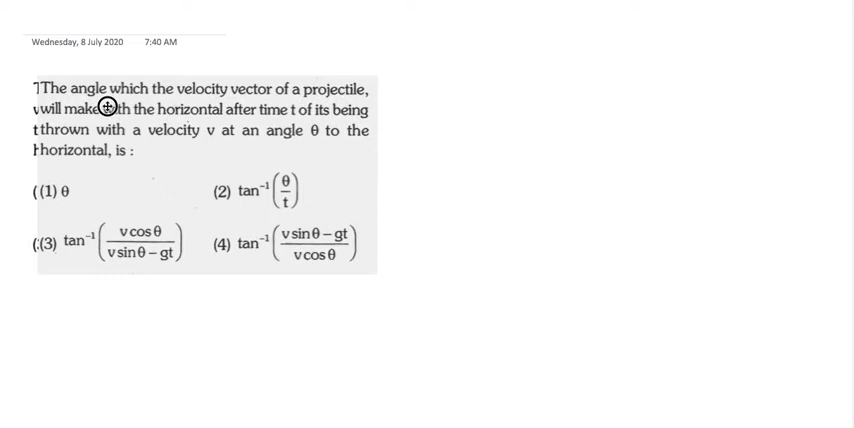 Wednesday, 8 July 2020 7:40 AM
The angle which the velocity vector of a projectile,
will make with the horizontal after time t of its being
thrown with a velocity v at an angle θ to the
horizontal, is :
(1) θ (2) tan⁻¹(θ/t)
(3) tan⁻¹(v cos θ/(v sin θ − gt)) (4) tan⁻¹((v sin θ − gt)/(v cos θ))